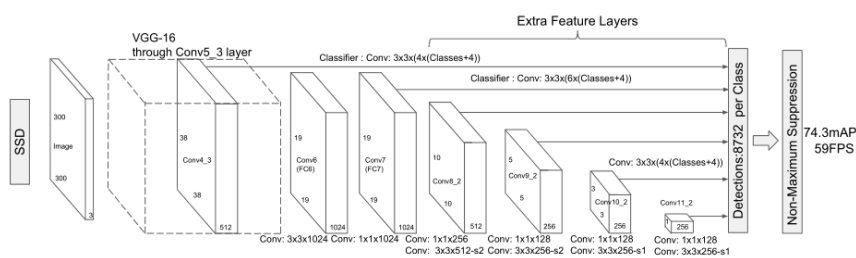 Extra Feature Layers
VGG-16
through Conv5_3 layer
Classifier : Conv: 3x3x(4x(Classes+4))
Classifier : Conv: 3x3x(6x(Classes+4))
SSD
300
Image
300
3
38
Conv4_3
38
512
19
Conv6
(FC6)
19
1024
19
Conv7
(FC7)
19
1024
10
Conv8_2
10
512
5
Conv9_2
5
256
Conv: 3x3x(4x(Classes+4))
3
Conv10_2
3
256
Conv11_2
1
256
Detections:8732 per Class
Non-Maximum Suppression
74.3mAP
59FPS
Conv: 3x3x1024
Conv: 1x1x1024
Conv: 1x1x256
Conv: 3x3x512-s2
Conv: 1x1x128
Conv: 3x3x256-s2
Conv: 1x1x128
Conv: 3x3x256-s1
Conv: 1x1x128
Conv: 3x3x256-s1